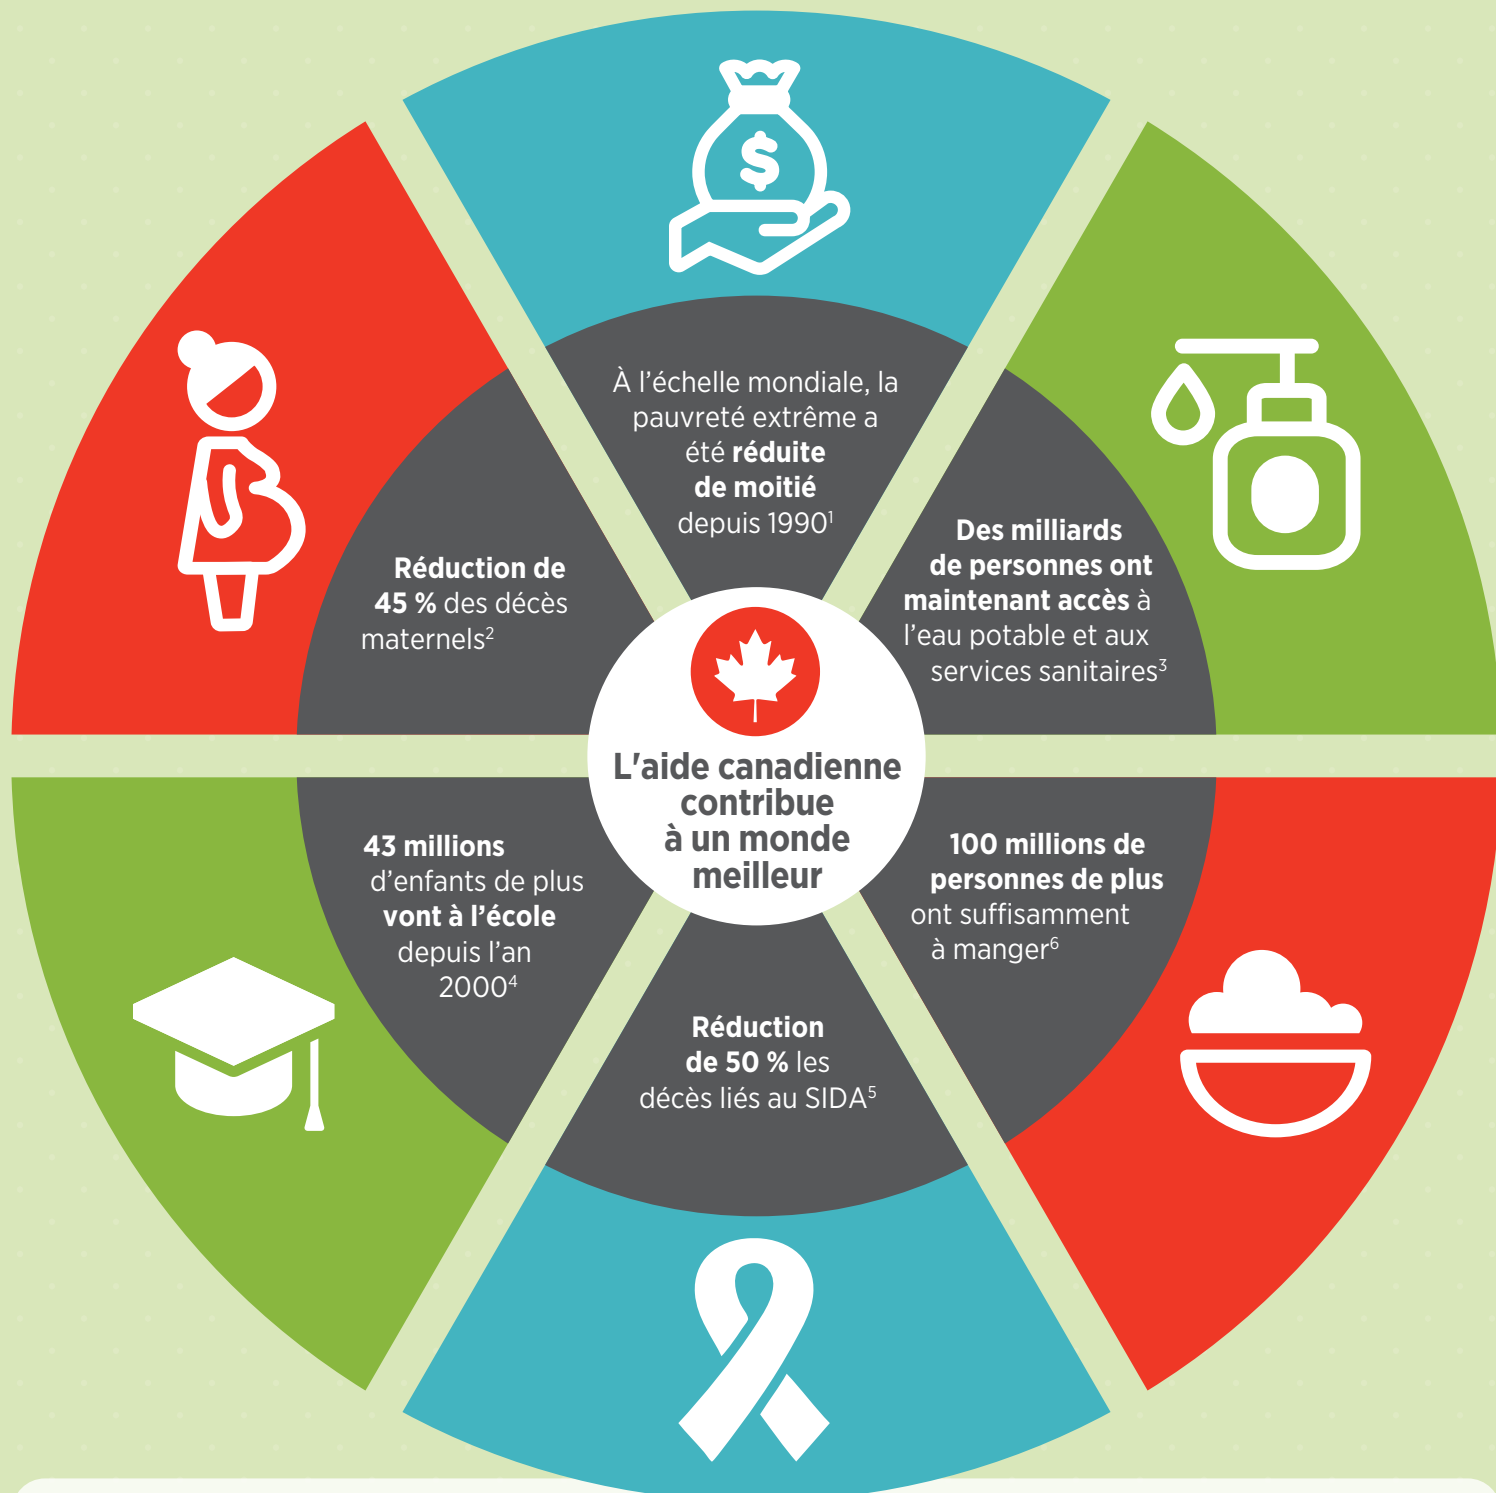 À l’échelle mondiale, la
pauvreté extrême a
été réduite
de moitié
depuis 1990¹
Réduction de
45 % des décès
maternels²
Des milliards
de personnes ont
maintenant accès à
l’eau potable et aux
services sanitaires³
L'aide canadienne
contribue
à un monde
meilleur
43 millions
d’enfants de plus
vont à l’école
depuis l’an
2000⁴
100 millions de
personnes de plus
ont suffisamment
à manger⁶
Réduction
de 50 % les
décès liés au SIDA⁵